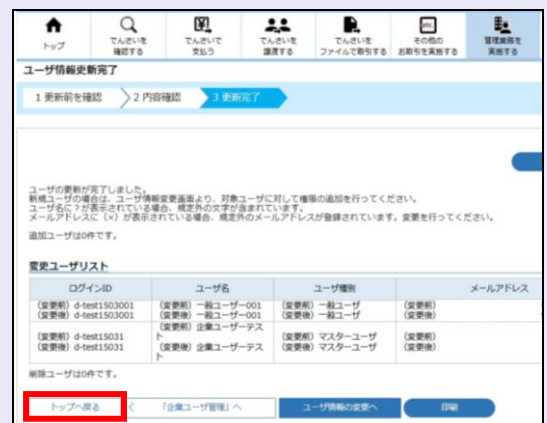 トップ
でんさいを
確認する
でんさいで
支払う
でんさいを
譲渡する
でんさいを
ファイルで取引する
etc.
その他の
お取引を実施する
管理業務を
実施する
ユーザ情報更新完了
1 更新前を確認
2 内容確認
3 更新完了
ユーザの更新が完了しました。
新規ユーザの場合は、ユーザ情報変更画面より、対象ユーザに対して権限の追加を行ってください。
ユーザ名に？が表示されている場合、規定外の文字が含まれています。
メールアドレスに（×）が表示されている場合、規定外のメールアドレスが登録されています。変更を行ってください。
追加ユーザは0件です。
変更ユーザリスト
ログインID ユーザ名 ユーザ種別 メールアドレス
（変更前）d-test1503001 （変更前）一般ユーザー001 （変更前）一般ユーザ （変更前）
（変更後）d-test1503001 （変更後）一般ユーザー001 （変更後）一般ユーザ （変更後）
（変更前）d-test15031 （変更前）企業ユーザーテスト （変更前）マスターユーザ （変更前）
（変更後）d-test15031 （変更後）企業ユーザーテスト （変更後）マスターユーザ （変更後）
削除ユーザは0件です。
トップへ戻る
「企業ユーザ管理」へ
ユーザ情報の変更へ
印刷